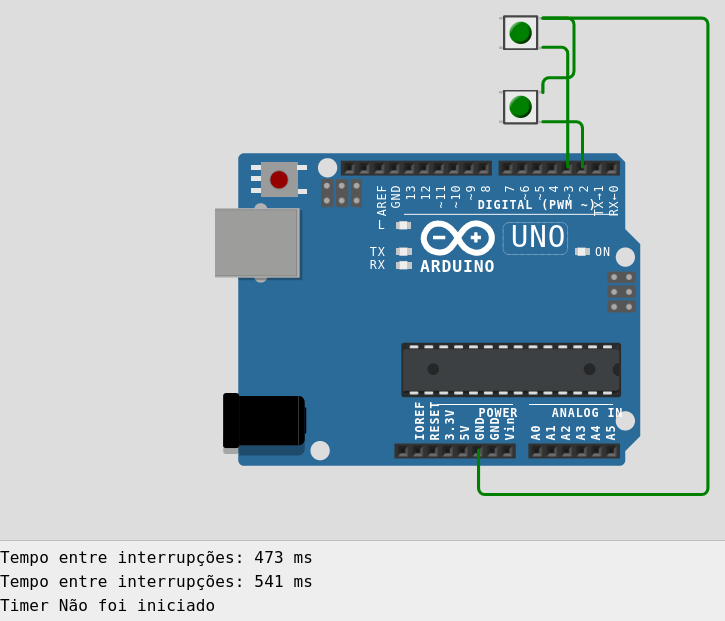 AREF
GND
13
12
~11
~10
~9
8
7
~6
~5
4
~3
2
TX→1
RX←0
DIGITAL (PWM ~)
L
TX
RX
UNO
ON
ARDUINO
IOREF
RESET
3.3V
5V
GND
GND
Vin
POWER
ANALOG IN
A0
A1
A2
A3
A4
A5
Tempo entre interrupções: 473 ms
Tempo entre interrupções: 541 ms
Timer Não foi iniciado